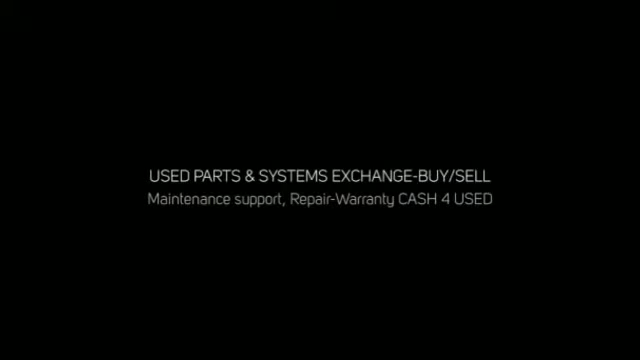 USED PARTS & SYSTEMS EXCHANGE-BUY/SELL
Maintenance support, Repair-Warranty CASH 4 USED